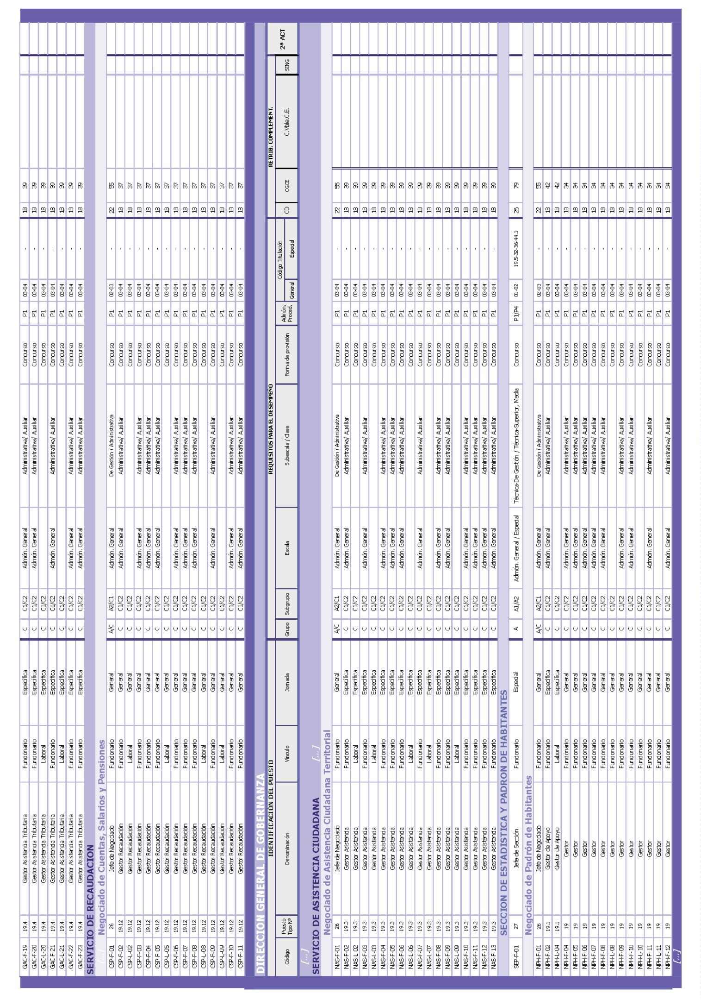 GAC-F-19 19.4 Gestor Asistencia Tributaria Funcionario Específica C C1/C2 Admón. General Administrativa/ Auxiliar Concurso P1 03-04 - 18 39
GAC-F-20 19.4 Gestor Asistencia Tributaria Funcionario Específica C C1/C2 Admón. General Administrativa/ Auxiliar Concurso P1 03-04 - 18 39
GAC-L-20 19.4 Gestor Asistencia Tributaria Laboral Específica C C1/C2 Concurso P1 03-04 - 18 39
GAC-F-21 19.4 Gestor Asistencia Tributaria Funcionario Específica C C1/C2 Admón. General Administrativa/ Auxiliar Concurso P1 03-04 - 18 39
GAC-L-21 19.4 Gestor Asistencia Tributaria Laboral Específica C C1/C2 Concurso P1 03-04 - 18 39
GAC-F-22 19.4 Gestor Asistencia Tributaria Funcionario Específica C C1/C2 Admón. General Administrativa/ Auxiliar Concurso P1 03-04 - 18 39
GAC-F-23 19.4 Gestor Asistencia Tributaria Funcionario Específica C C1/C2 Admón. General Administrativa/ Auxiliar Concurso P1 03-04 - 18 39
SERVICIO DE RECAUDACION
[...] Negociado de Cuentas, Salarios y Pensiones
CSP-F-01 26 Jefe de Negociado Funcionario General A/C A2/C1 Admón. General De Gestión / Administrativa Concurso P1 02-03 - 22 55
CSP-F-02 19.12 Gestor Recaudación Funcionario General C C1/C2 Admón. General Administrativa/ Auxiliar Concurso P1 03-04 - 18 37
CSP-L-02 19.12 Gestor Recaudación Laboral General C C1/C2 Concurso P1 03-04 - 18 37
CSP-F-03 19.12 Gestor Recaudación Funcionario General C C1/C2 Admón. General Administrativa/ Auxiliar Concurso P1 03-04 - 18 37
CSP-F-04 19.12 Gestor Recaudación Funcionario General C C1/C2 Admón. General Administrativa/ Auxiliar Concurso P1 03-04 - 18 37
CSP-F-05 19.12 Gestor Recaudación Funcionario General C C1/C2 Admón. General Administrativa/ Auxiliar Concurso P1 03-04 - 18 37
CSP-L-05 19.12 Gestor Recaudación Laboral General C C1/C2 Concurso P1 03-04 - 18 37
CSP-F-06 19.12 Gestor Recaudación Funcionario General C C1/C2 Admón. General Administrativa/ Auxiliar Concurso P1 03-04 - 18 37
CSP-F-07 19.12 Gestor Recaudación Funcionario General C C1/C2 Admón. General Administrativa/ Auxiliar Concurso P1 03-04 - 18 37
CSP-F-08 19.12 Gestor Recaudación Funcionario General C C1/C2 Admón. General Administrativa/ Auxiliar Concurso P1 03-04 - 18 37
CSP-L-08 19.12 Gestor Recaudación Laboral General C C1/C2 Concurso P1 03-04 - 18 37
CSP-F-09 19.12 Gestor Recaudación Funcionario General C C1/C2 Admón. General Administrativa/ Auxiliar Concurso P1 03-04 - 18 37
CSP-L-09 19.12 Gestor Recaudación Laboral General C C1/C2 Concurso P1 03-04 - 18 37
CSP-F-10 19.12 Gestor Recaudación Funcionario General C C1/C2 Admón. General Administrativa/ Auxiliar Concurso P1 03-04 - 18 37
CSP-F-11 19.12 Gestor Recaudación Funcionario General C C1/C2 Admón. General Administrativa/ Auxiliar Concurso P1 03-04 - 18 37
DIRECCION GENERAL DE GOBERNANZA
IDENTIFICACIÓN DEL PUESTO REQUISITOS PARA EL DESEMPEÑO RETRIB. COMPLEMENT. 2ª ACT
Código Puesto Tipo Nº Denominación Vínculo Jornada Grupo Subgrupo Escala Subescala / Clase Forma de provisión Admón. Proced. Código Titulación CD CGCE C.Vble.C.E. SING
General Especial
[...]
SERVICIO DE ASISTENCIA CIUDADANA [...]
Negociado de Asistencia Ciudadana Territorial
NAS-F-01 26 Jefe de Negociado Funcionario General A/C A2/C1 Admón. General De Gestión / Administrativa Concurso P1 03-04 - 22 55
NAS-F-02 19.3 Gestor Asistencia Funcionario Específica C C1/C2 Admón. General Administrativa/ Auxiliar Concurso P1 03-04 - 18 39
NAS-L-02 19.3 Gestor Asistencia Laboral Específica C C1/C2 Concurso P1 03-04 - 18 39
NAS-F-03 19.3 Gestor Asistencia Funcionario Específica C C1/C2 Admón. General Administrativa/ Auxiliar Concurso P1 03-04 - 18 39
NAS-L-03 19.3 Gestor Asistencia Laboral Específica C C1/C2 Concurso P1 03-04 - 18 39
NAS-F-04 19.3 Gestor Asistencia Funcionario Específica C C1/C2 Admón. General Administrativa/ Auxiliar Concurso P1 03-04 - 18 39
NAS-F-05 19.3 Gestor Asistencia Funcionario Específica C C1/C2 Admón. General Administrativa/ Auxiliar Concurso P1 03-04 - 18 39
NAS-F-06 19.3 Gestor Asistencia Funcionario Específica C C1/C2 Admón. General Administrativa/ Auxiliar Concurso P1 03-04 - 18 39
NAS-L-06 19.3 Gestor Asistencia Laboral Específica C C1/C2 Concurso P1 03-04 - 18 39
NAS-F-07 19.3 Gestor Asistencia Funcionario Específica C C1/C2 Admón. General Administrativa/ Auxiliar Concurso P1 03-04 - 18 39
NAS-L-07 19.3 Gestor Asistencia Laboral Específica C C1/C2 Concurso P1 03-04 - 18 39
NAS-F-08 19.3 Gestor Asistencia Funcionario Específica C C1/C2 Admón. General Administrativa/ Auxiliar Concurso P1 03-04 - 18 39
NAS-F-09 19.3 Gestor Asistencia Funcionario Específica C C1/C2 Admón. General Administrativa/ Auxiliar Concurso P1 03-04 - 18 39
NAS-L-09 19.3 Gestor Asistencia Laboral Específica C C1/C2 Concurso P1 03-04 - 18 39
NAS-F-10 19.3 Gestor Asistencia Funcionario Específica C C1/C2 Admón. General Administrativa/ Auxiliar Concurso P1 03-04 - 18 39
NAS-F-11 19.3 Gestor Asistencia Funcionario Específica C C1/C2 Admón. General Administrativa/ Auxiliar Concurso P1 03-04 - 18 39
NAS-F-12 19.3 Gestor Asistencia Funcionario Específica C C1/C2 Admón. General Administrativa/ Auxiliar Concurso P1 03-04 - 18 39
NAS-F-13 19.3 Gestor Asistencia Funcionario Específica C C1/C2 Admón. General Administrativa/ Auxiliar Concurso P1 03-04 - 18 39
SECCION DE ESTADISTICA Y PADRON DE HABITANTES
SEP-F-01 27 Jefe de Sección Funcionario Especial A A1/A2 Admón. General / Especial Técnica-De Gestión / Técnica-Superior, Media Concurso P1/P4 01-02 19.5-32-36-44.1 26 79
Negociado de Padrón de Habitantes
NPH-F-01 26 Jefe de Negociado Funcionario General A/C A2/C1 Admón. General De Gestión / Administrativa Concurso P1 02-03 - 22 55
NPH-F-02 19.1 Gestor de Apoyo Funcionario Específica C C1/C2 Admón. General Administrativa/ Auxiliar Concurso P1 03-04 - 18 42
NPH-L-04 19.1 Gestor de Apoyo Laboral Específica C C1/C2 Concurso P1 03-04 - 18 42
NPH-F-04 19 Gestor Funcionario General C C1/C2 Admón. General Administrativa/ Auxiliar Concurso P1 03-04 - 18 34
NPH-F-05 19 Gestor Funcionario General C C1/C2 Admón. General Administrativa/ Auxiliar Concurso P1 03-04 - 18 34
NPH-F-06 19 Gestor Funcionario General C C1/C2 Admón. General Administrativa/ Auxiliar Concurso P1 03-04 - 18 34
NPH-F-07 19 Gestor Funcionario General C C1/C2 Admón. General Administrativa/ Auxiliar Concurso P1 03-04 - 18 34
NPH-F-08 19 Gestor Funcionario General C C1/C2 Admón. General Administrativa/ Auxiliar Concurso P1 03-04 - 18 34
NPH-L-08 19 Gestor Funcionario General C C1/C2 Concurso P1 03-04 - 18 34
NPH-F-09 19 Gestor Funcionario General C C1/C2 Admón. General Administrativa/ Auxiliar Concurso P1 03-04 - 18 34
NPH-F-10 19 Gestor Funcionario General C C1/C2 Admón. General Administrativa/ Auxiliar Concurso P1 03-04 - 18 34
NPH-L-10 19 Gestor Funcionario General C C1/C2 Concurso P1 03-04 - 18 34
NPH-F-11 19 Gestor Funcionario General C C1/C2 Admón. General Administrativa/ Auxiliar Concurso P1 03-04 - 18 34
NPH-L-11 19 Gestor Funcionario General C C1/C2 Concurso P1 03-04 - 18 34
NPH-F-12 19 Gestor Funcionario General C C1/C2 Admón. General Administrativa/ Auxiliar Concurso P1 03-04 - 18 34
[...]